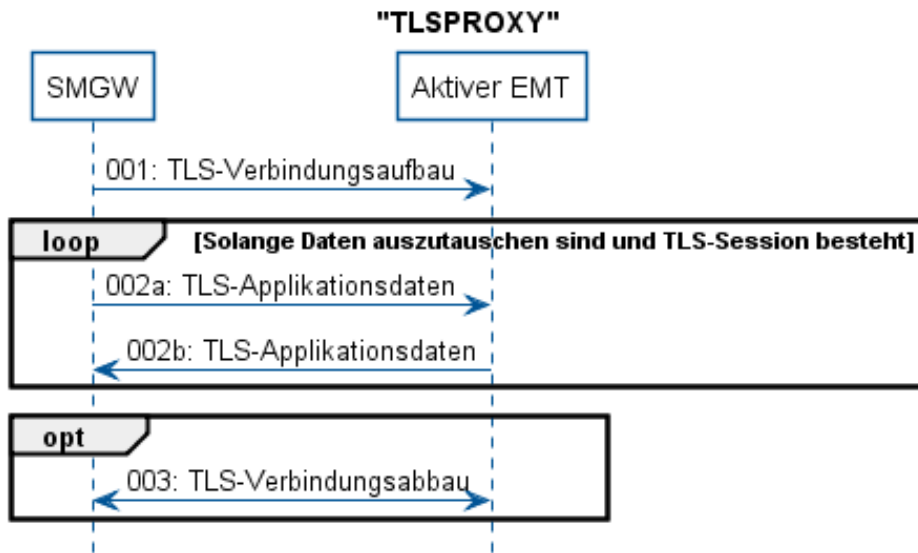 "TLSPROXY"
SMGW
Aktiver EMT
001: TLS-Verbindungsaufbau
loop
[Solange Daten auszutauschen sind und TLS-Session besteht]
002a: TLS-Applikationsdaten
002b: TLS-Applikationsdaten
opt
003: TLS-Verbindungsabbau